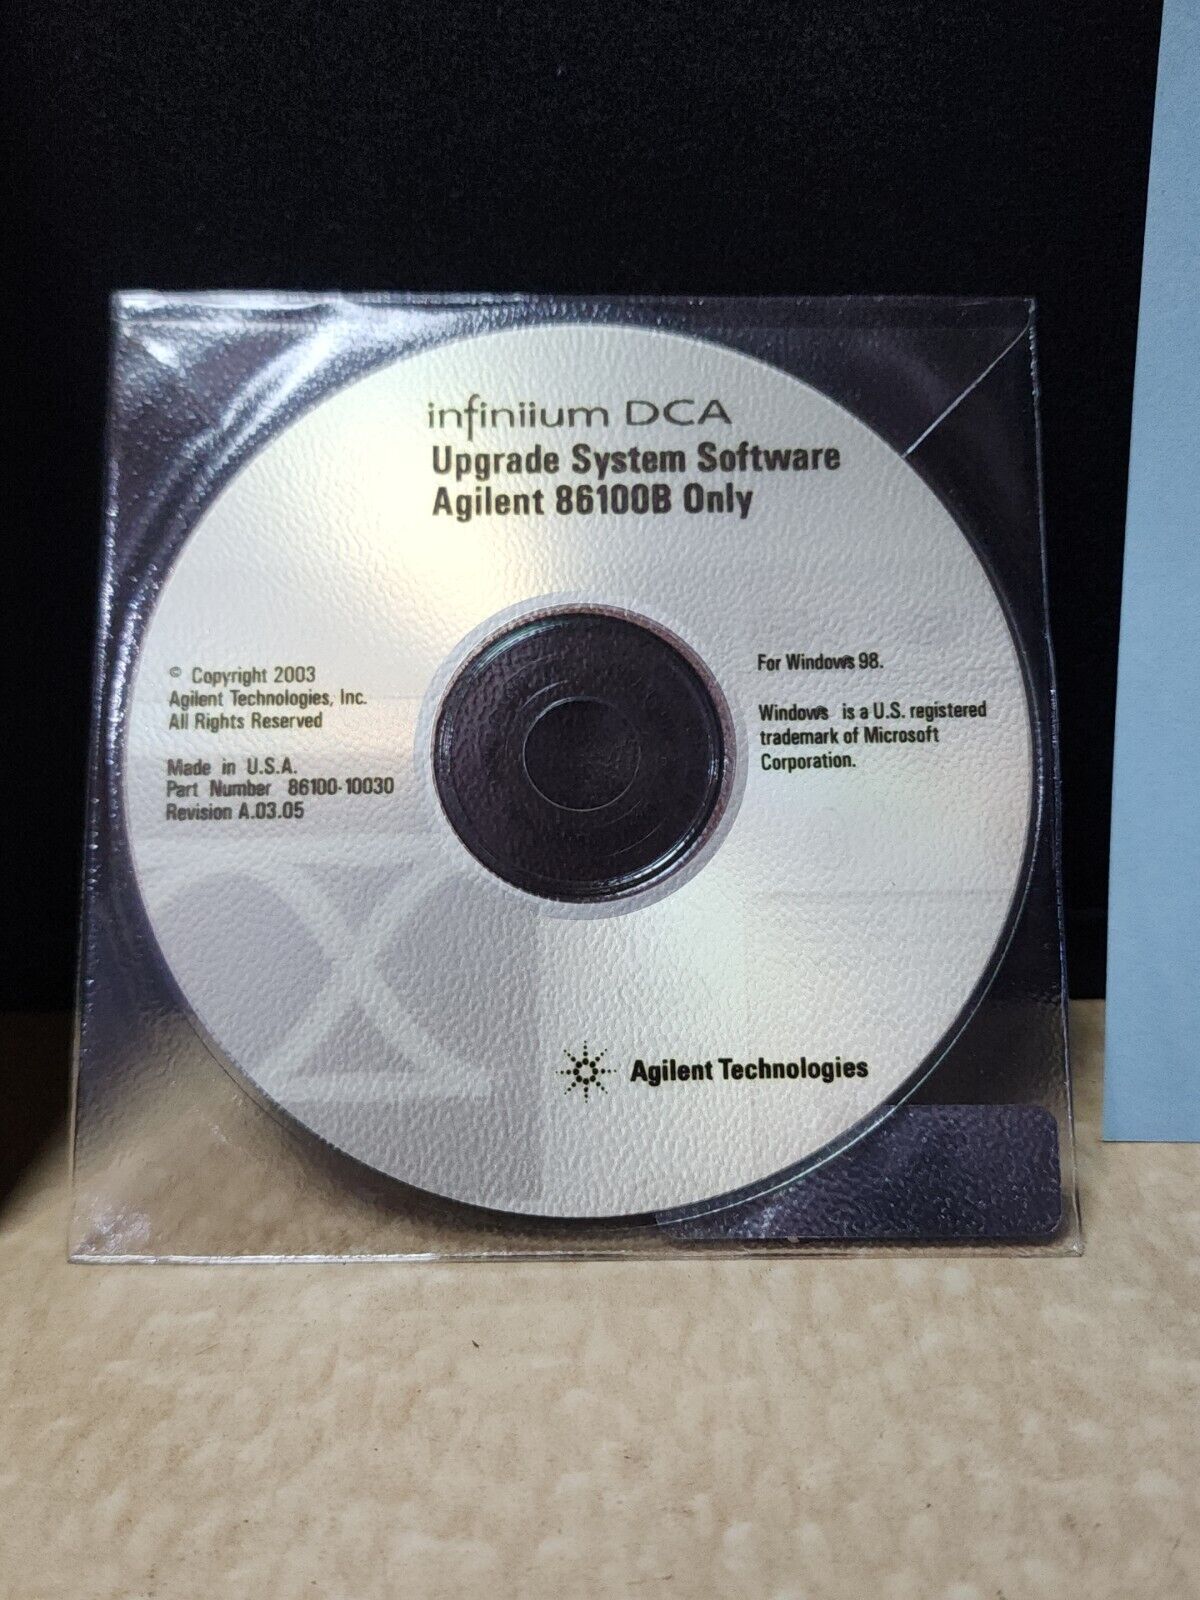 infiniium DCA
Upgrade System Software
Agilent 86100B Only
© Copyright 2003
Agilent Technologies, Inc.
All Rights Reserved
Made in U.S.A.
Part Number 86100-10030
Revision A.03.05
For Windows 98.
Windows is a U.S. registered
trademark of Microsoft
Corporation.
Agilent Technologies